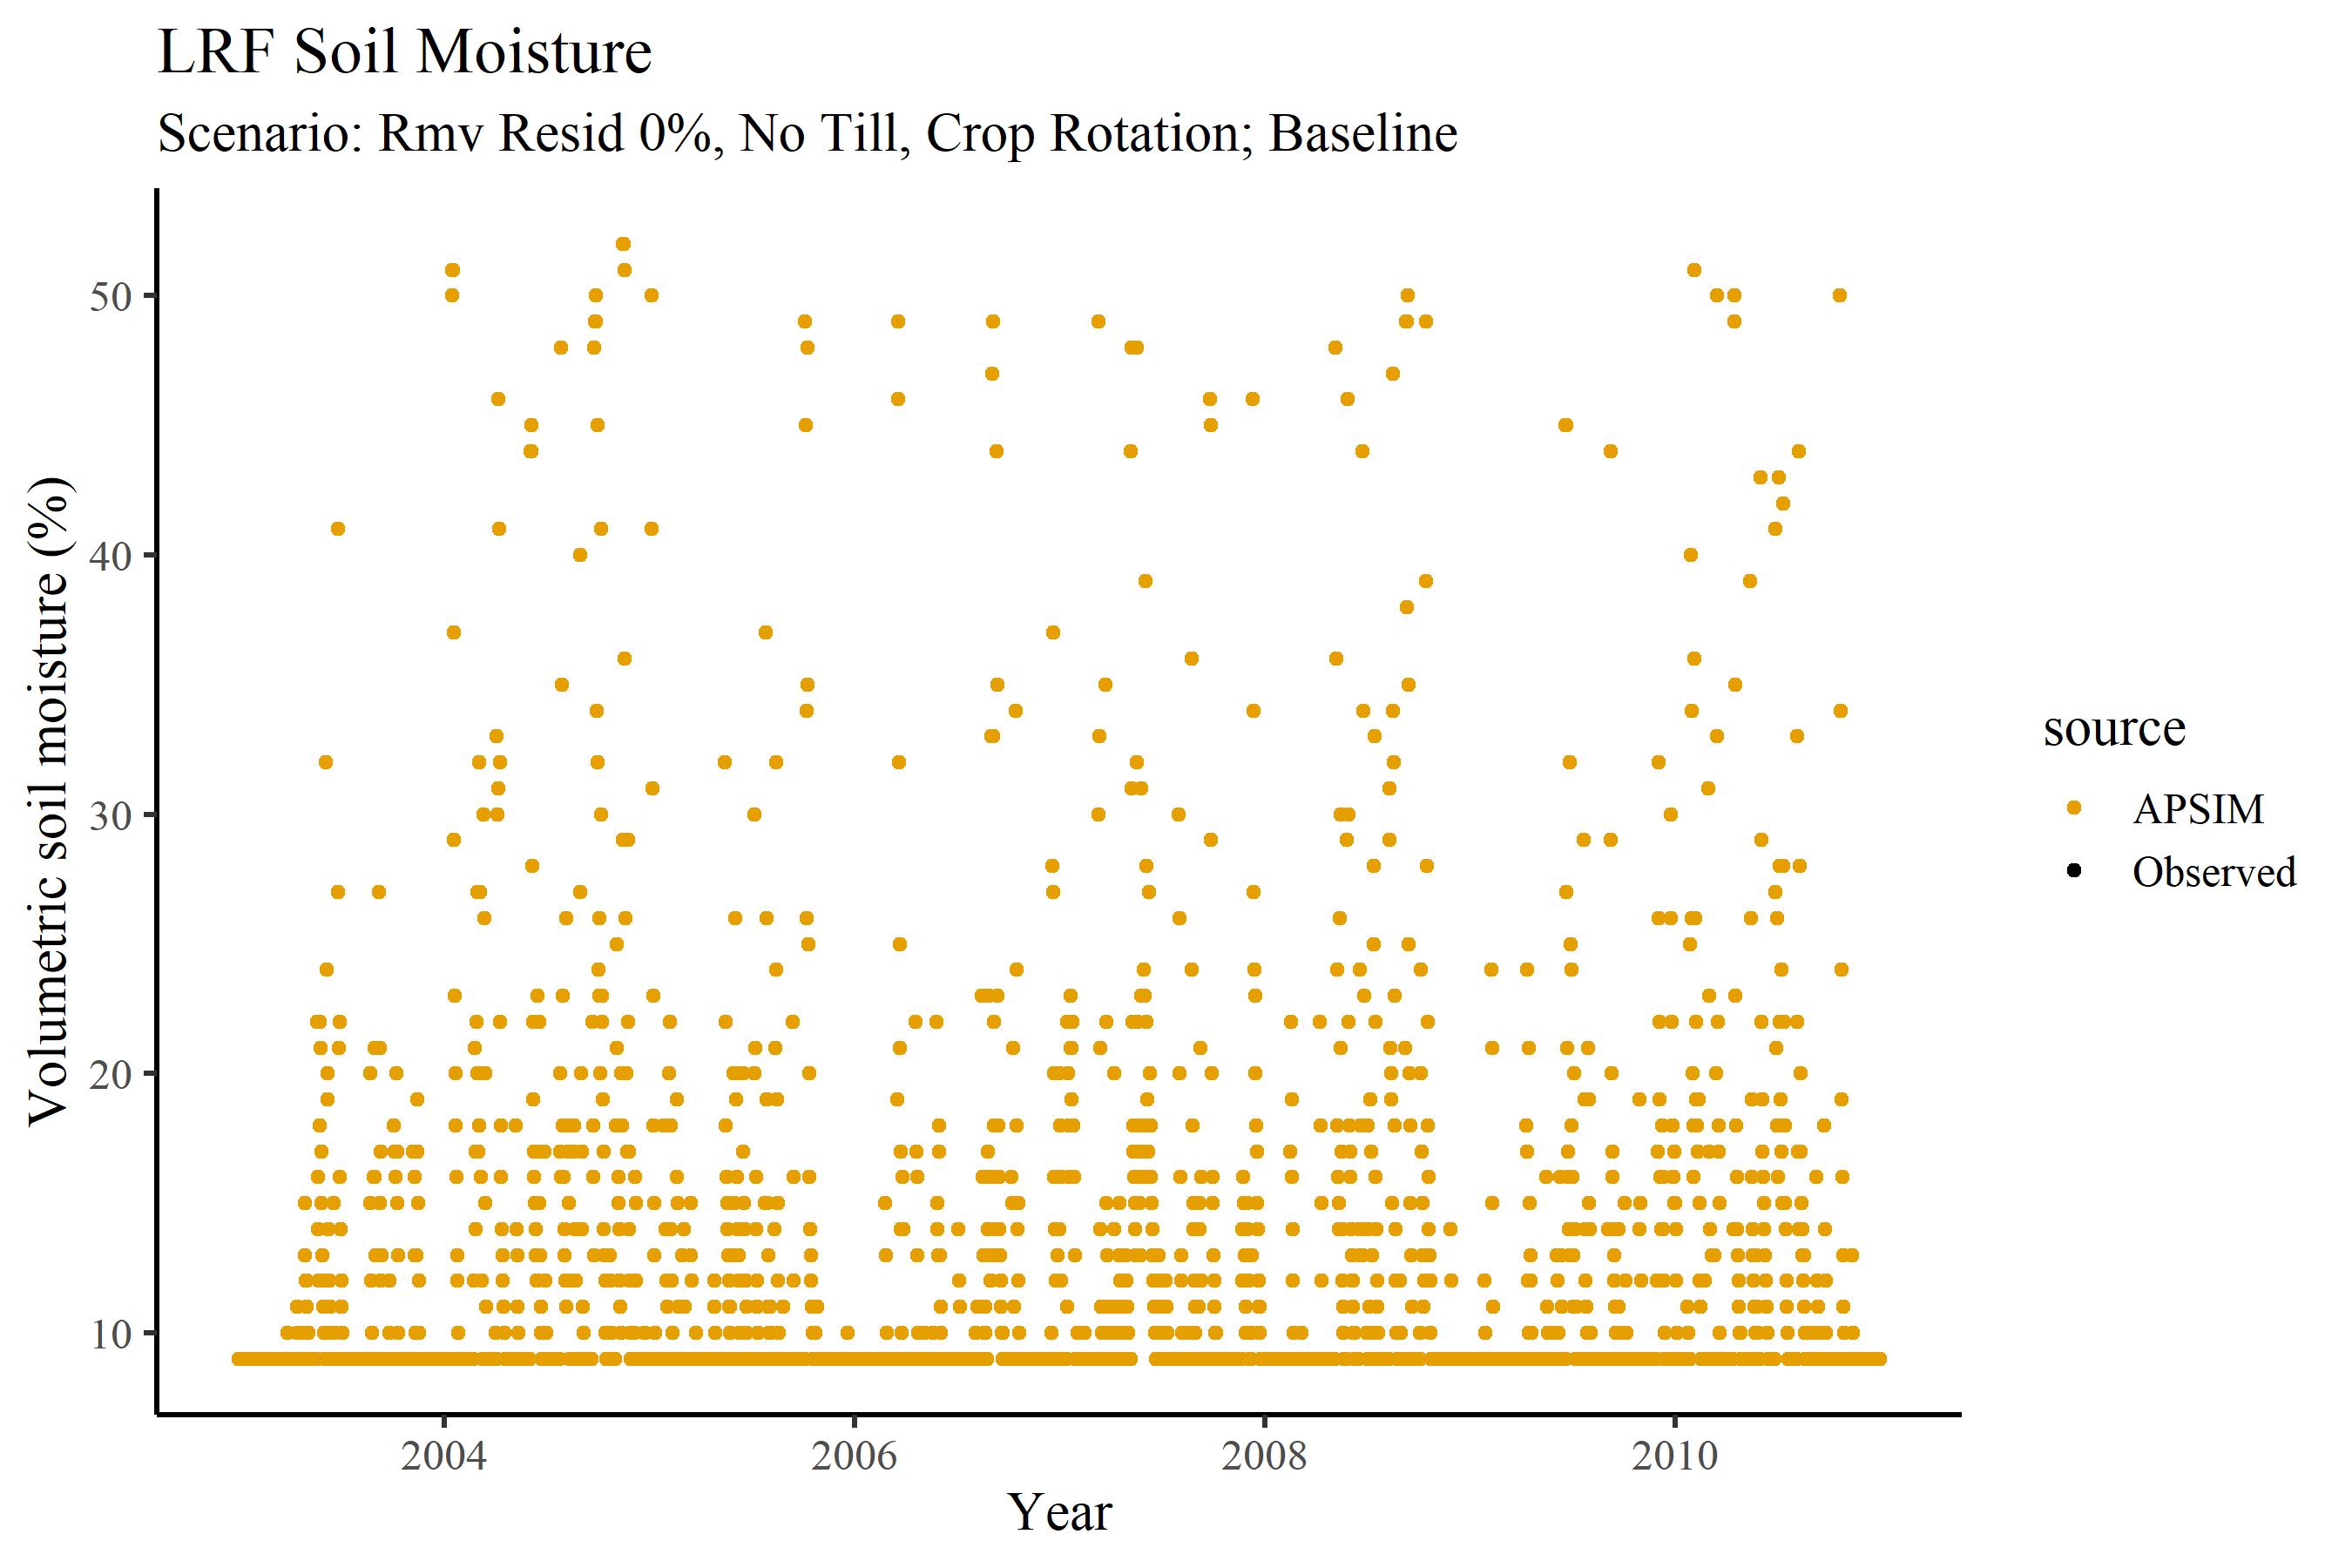 LRF Soil Moisture
Scenario: Rmv Resid 0%, No Till, Crop Rotation; Baseline
Volumetric soil moisture (%)
50
40
30
20
10
2004 2006 2008 2010
Year
source
APSIM
Observed